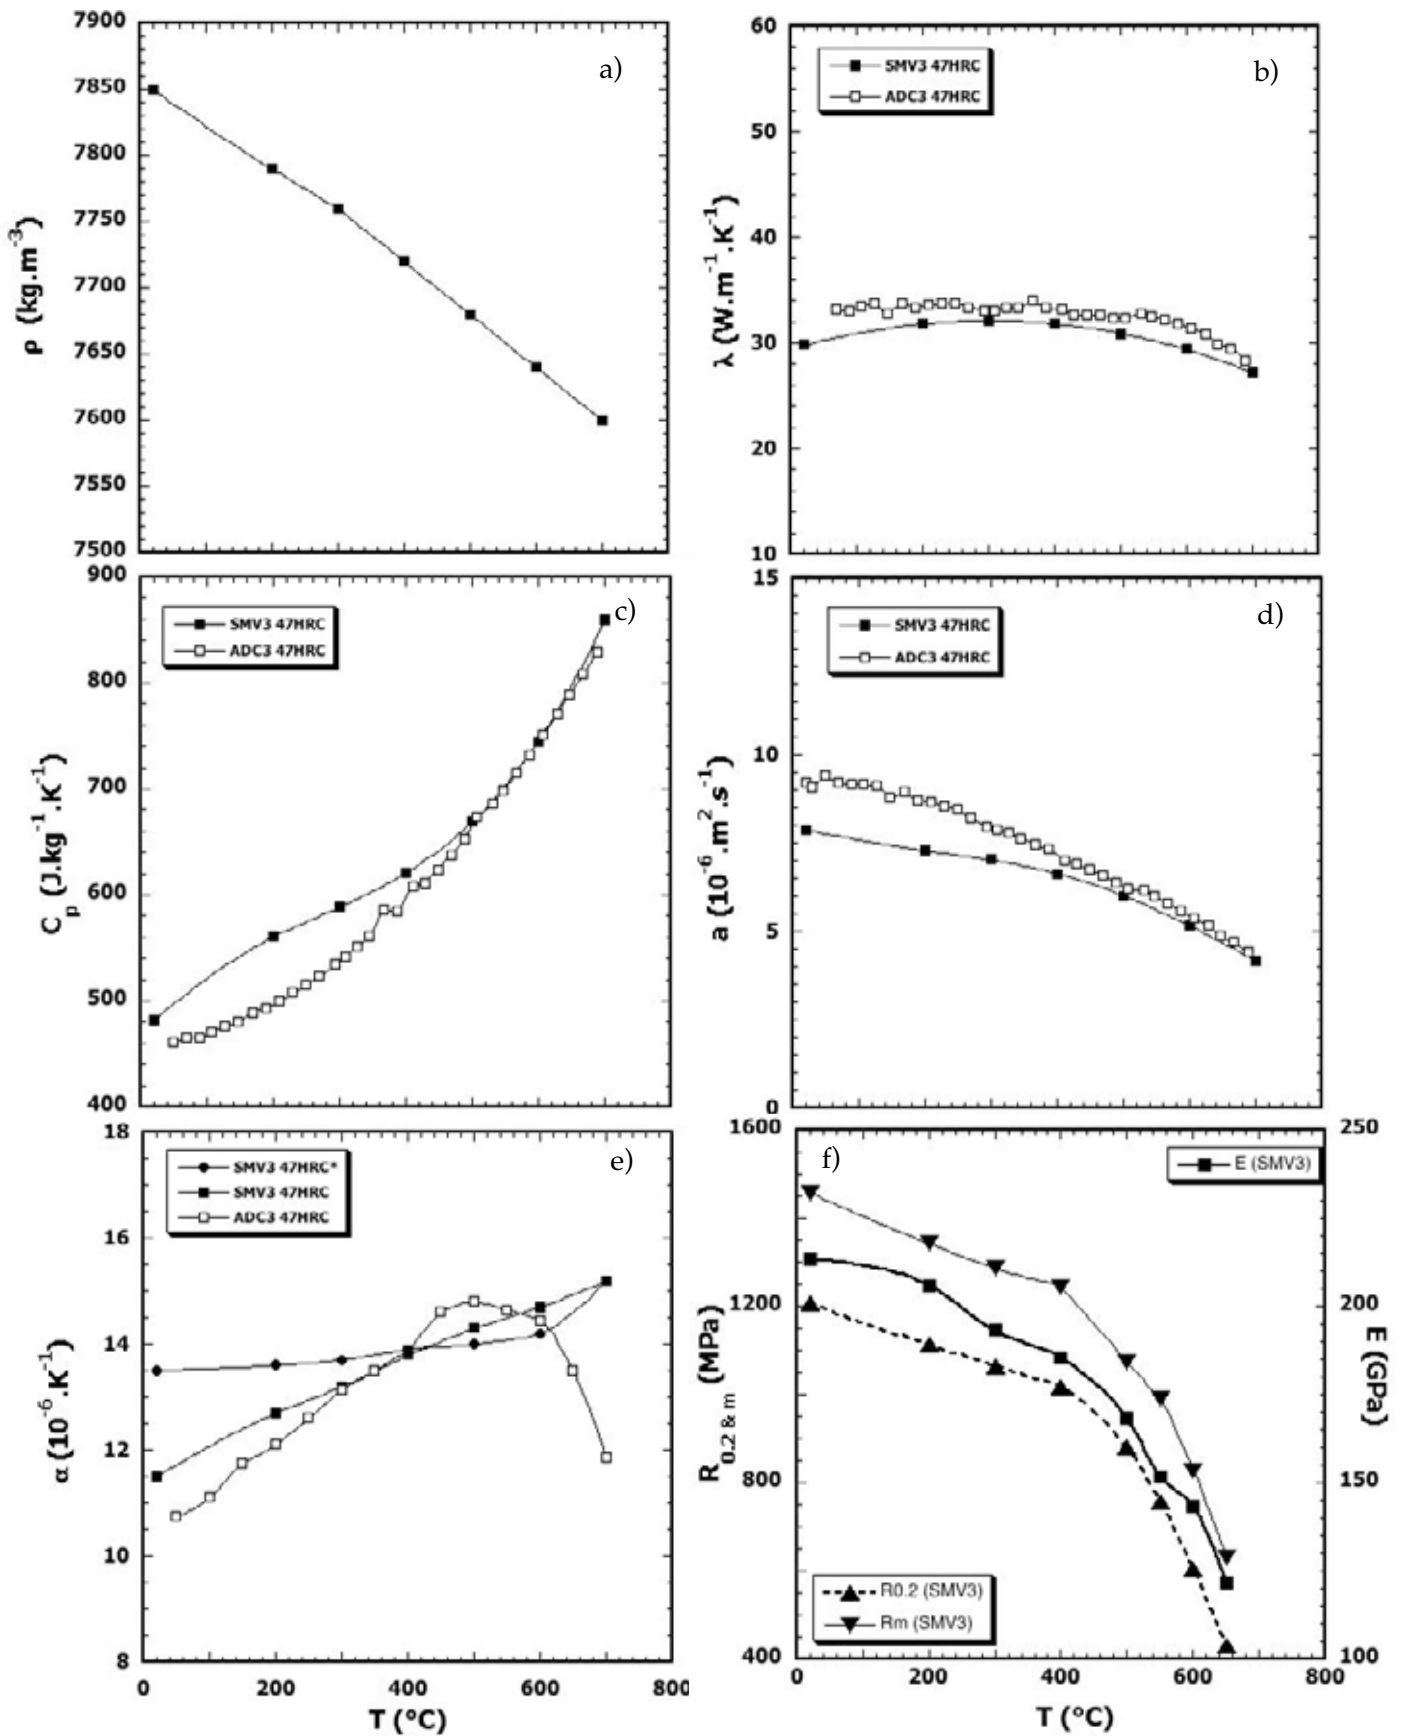 7900
7850
7800
7750
7700
7650
7600
7550
7500
ρ (kg.m⁻³)
a)
60
50
40
30
20
10
λ (W.m⁻¹.K⁻¹)
SMV3 47HRC
ADC3 47HRC
b)
900
800
700
600
500
400
Cₚ (J.kg⁻¹.K⁻¹)
SMV3 47HRC
ADC3 47HRC
c)
15
10
5
0
a (10⁻⁶.m².s⁻¹)
SMV3 47HRC
ADC3 47HRC
d)
18
16
14
12
10
8
α (10⁻⁶.K⁻¹)
SMV3 47HRC*
SMV3 47HRC
ADC3 47HRC
e)
0 200 400 600 800
T (°C)
1600
1200
800
400
R0.2 & m (MPa)
f)
E (SMV3)
R0.2 (SMV3)
Rm (SMV3)
250
200
150
100
E (GPa)
0 200 400 600 800
T (°C)